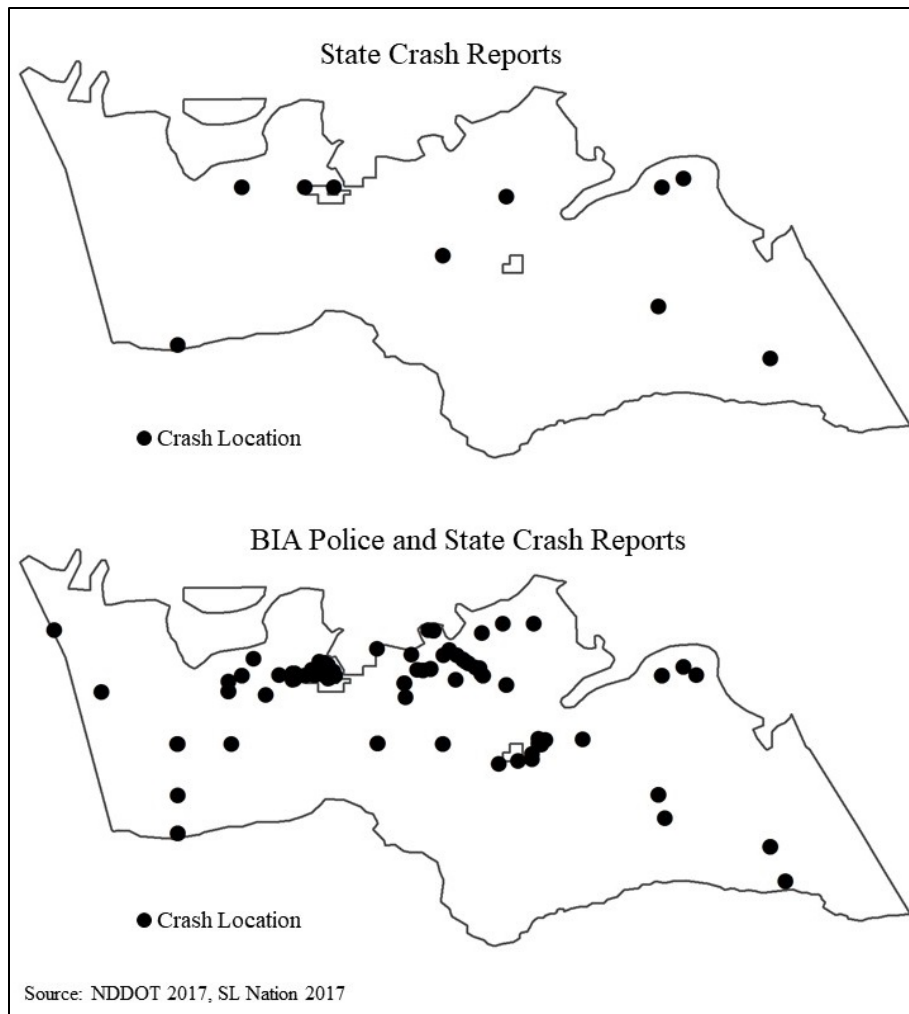 State Crash Reports
Crash Location
BIA Police and State Crash Reports
Crash Location
Source: NDDOT 2017, SL Nation 2017